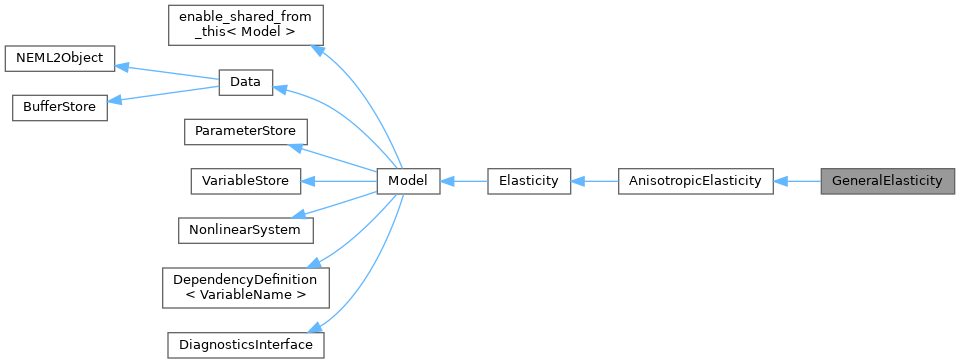 enable_shared_from
_this< Model >
NEML2Object
Data
BufferStore
ParameterStore
VariableStore
Model
Elasticity
AnisotropicElasticity
GeneralElasticity
NonlinearSystem
DependencyDefinition
< VariableName >
DiagnosticsInterface